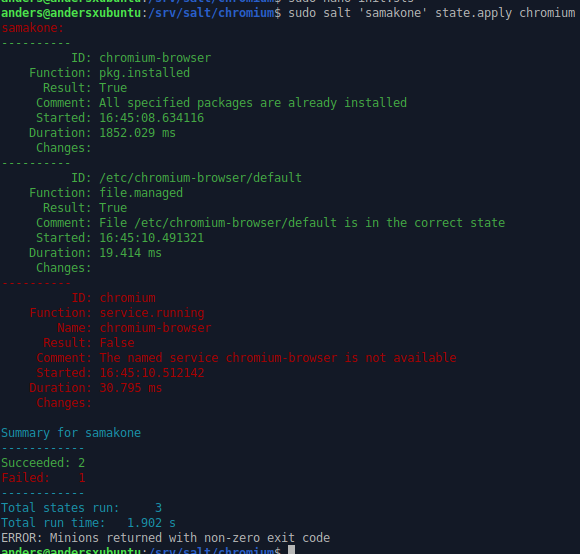 anders@andersxubuntu:/srv/salt/chromium$ sudo nano init.sls
anders@andersxubuntu:/srv/salt/chromium$ sudo salt 'samakone' state.apply chromium
samakone:
----------
ID: chromium-browser
Function: pkg.installed
Result: True
Comment: All specified packages are already installed
Started: 16:45:08.634116
Duration: 1852.029 ms
Changes:
----------
ID: /etc/chromium-browser/default
Function: file.managed
Result: True
Comment: File /etc/chromium-browser/default is in the correct state
Started: 16:45:10.491321
Duration: 19.414 ms
Changes:
----------
ID: chromium
Function: service.running
Name: chromium-browser
Result: False
Comment: The named service chromium-browser is not available
Started: 16:45:10.512142
Duration: 30.795 ms
Changes:
Summary for samakone
------------
Succeeded: 2
Failed: 1
------------
Total states run: 3
Total run time: 1.902 s
ERROR: Minions returned with non-zero exit code
anders@andersxubuntu:/srv/salt/chromium$